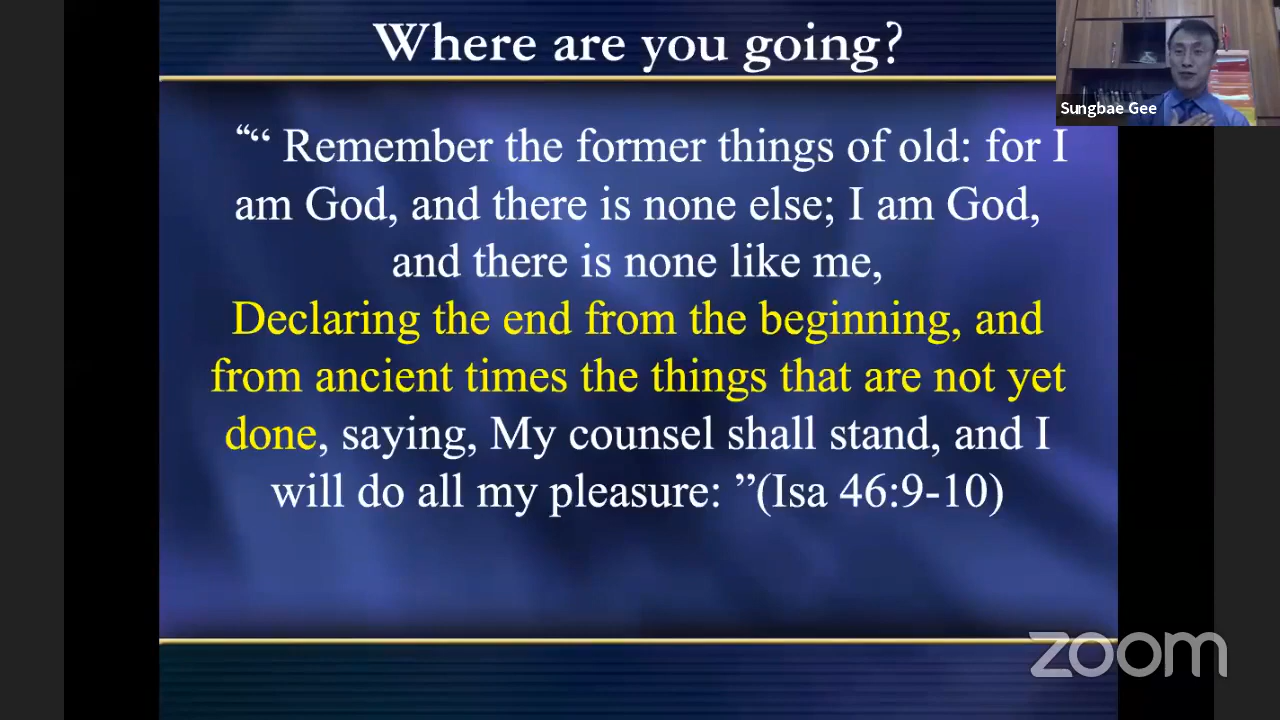 Where are you going?
Sungbae Gee
“‘‘ Remember the former things of old: for I
am God, and there is none else; I am God,
and there is none like me,
Declaring the end from the beginning, and
from ancient times the things that are not yet
done, saying, My counsel shall stand, and I
will do all my pleasure: ”(Isa 46:9-10)
zoom